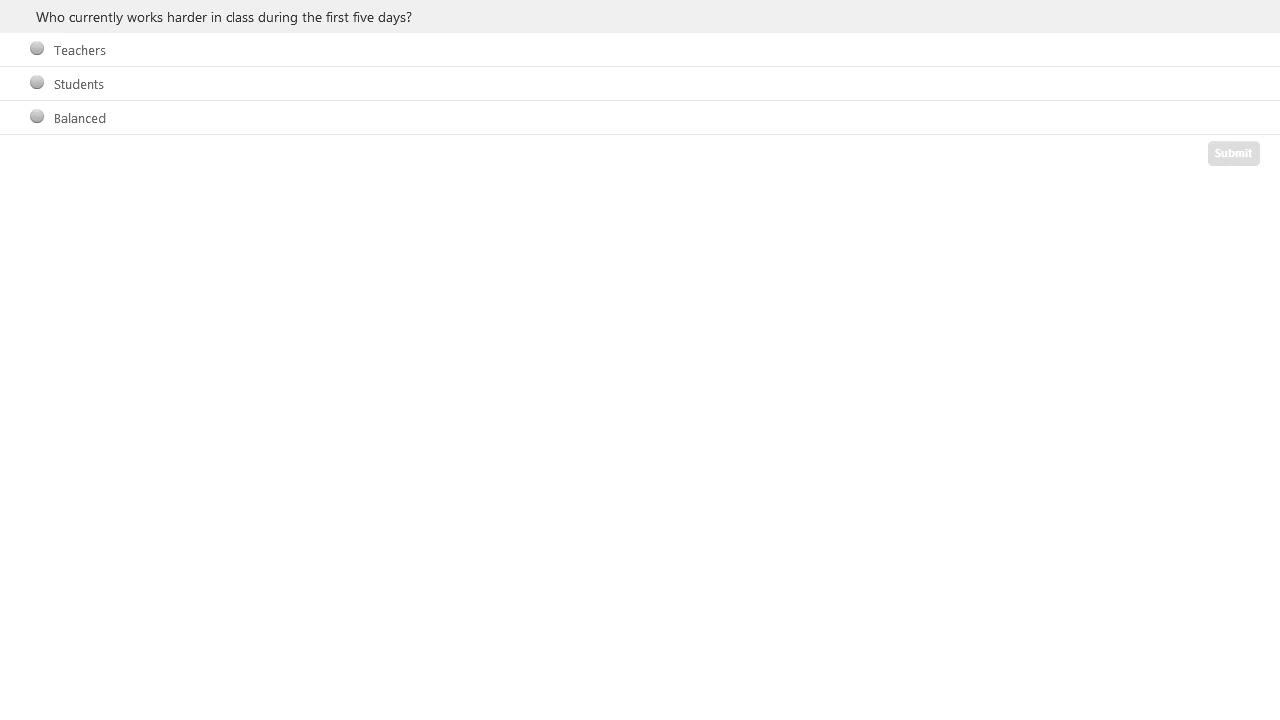 Who currently works harder in class during the first five days?
Teachers
Students
Balanced
Submit